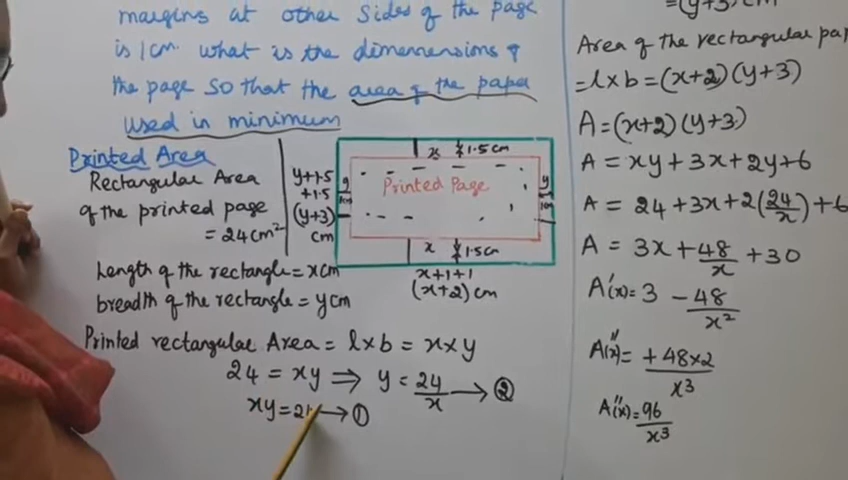 margins at other sides of the page
is 1cm. what is the dimennensions of
the page so that the area of the paper
used is minimum
Printed Area
Rectangular Area
of the printed page
= 24cm²
y+1.5
+1.5
(y+3)
cm
y
1cm
x
1.5cm
Printed Page
y
1cm
x
1.5cm
x+1+1
(x+2)cm
Length of the rectangle = x cm
breadth of the rectangle = y cm
Printed rectangular Area = l×b = x×y
24 = xy ⇒ y = 24/x → ②
xy = 24 → ①
=(y+3)cm
Area of the rectangular
= l×b = (x+2)(y+3)
A = (x+2)(y+3)
A = xy+3x+2y+6
A = 24+3x+2(24/x)+6
A = 3x+48/x+30
A'(x) = 3 - 48/x²
A''(x) = +48×2/x³
A''(x) = 96/x³